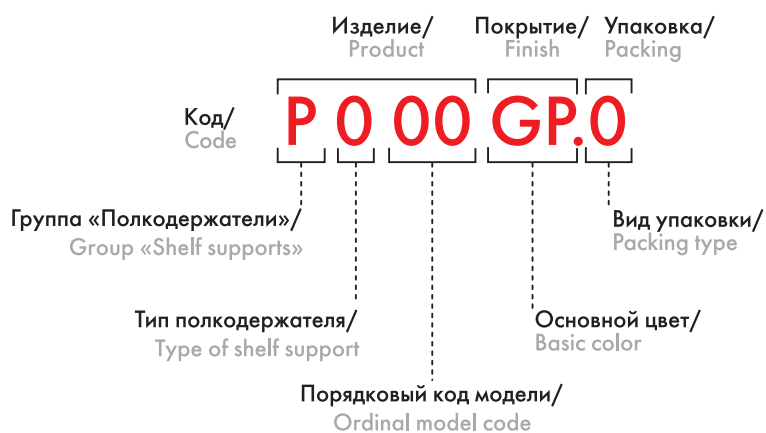 Изделие/
Product
Покрытие/
Finish
Упаковка/
Packing
Код/
Code
P 0 00 GP.0
Группа «Полкодержатели»/
Group «Shelf supports»
Вид упаковки/
Packing type
Тип полкодержателя/
Type of shelf support
Основной цвет/
Basic color
Порядковый код модели/
Ordinal model code